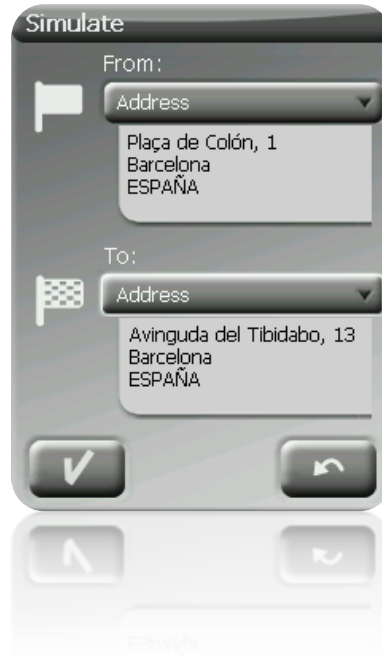 Simulate
From:
Address
Plaça de Colón, 1
Barcelona
ESPAÑA
To:
Address
Avinguda del Tibidabo, 13
Barcelona
ESPAÑA